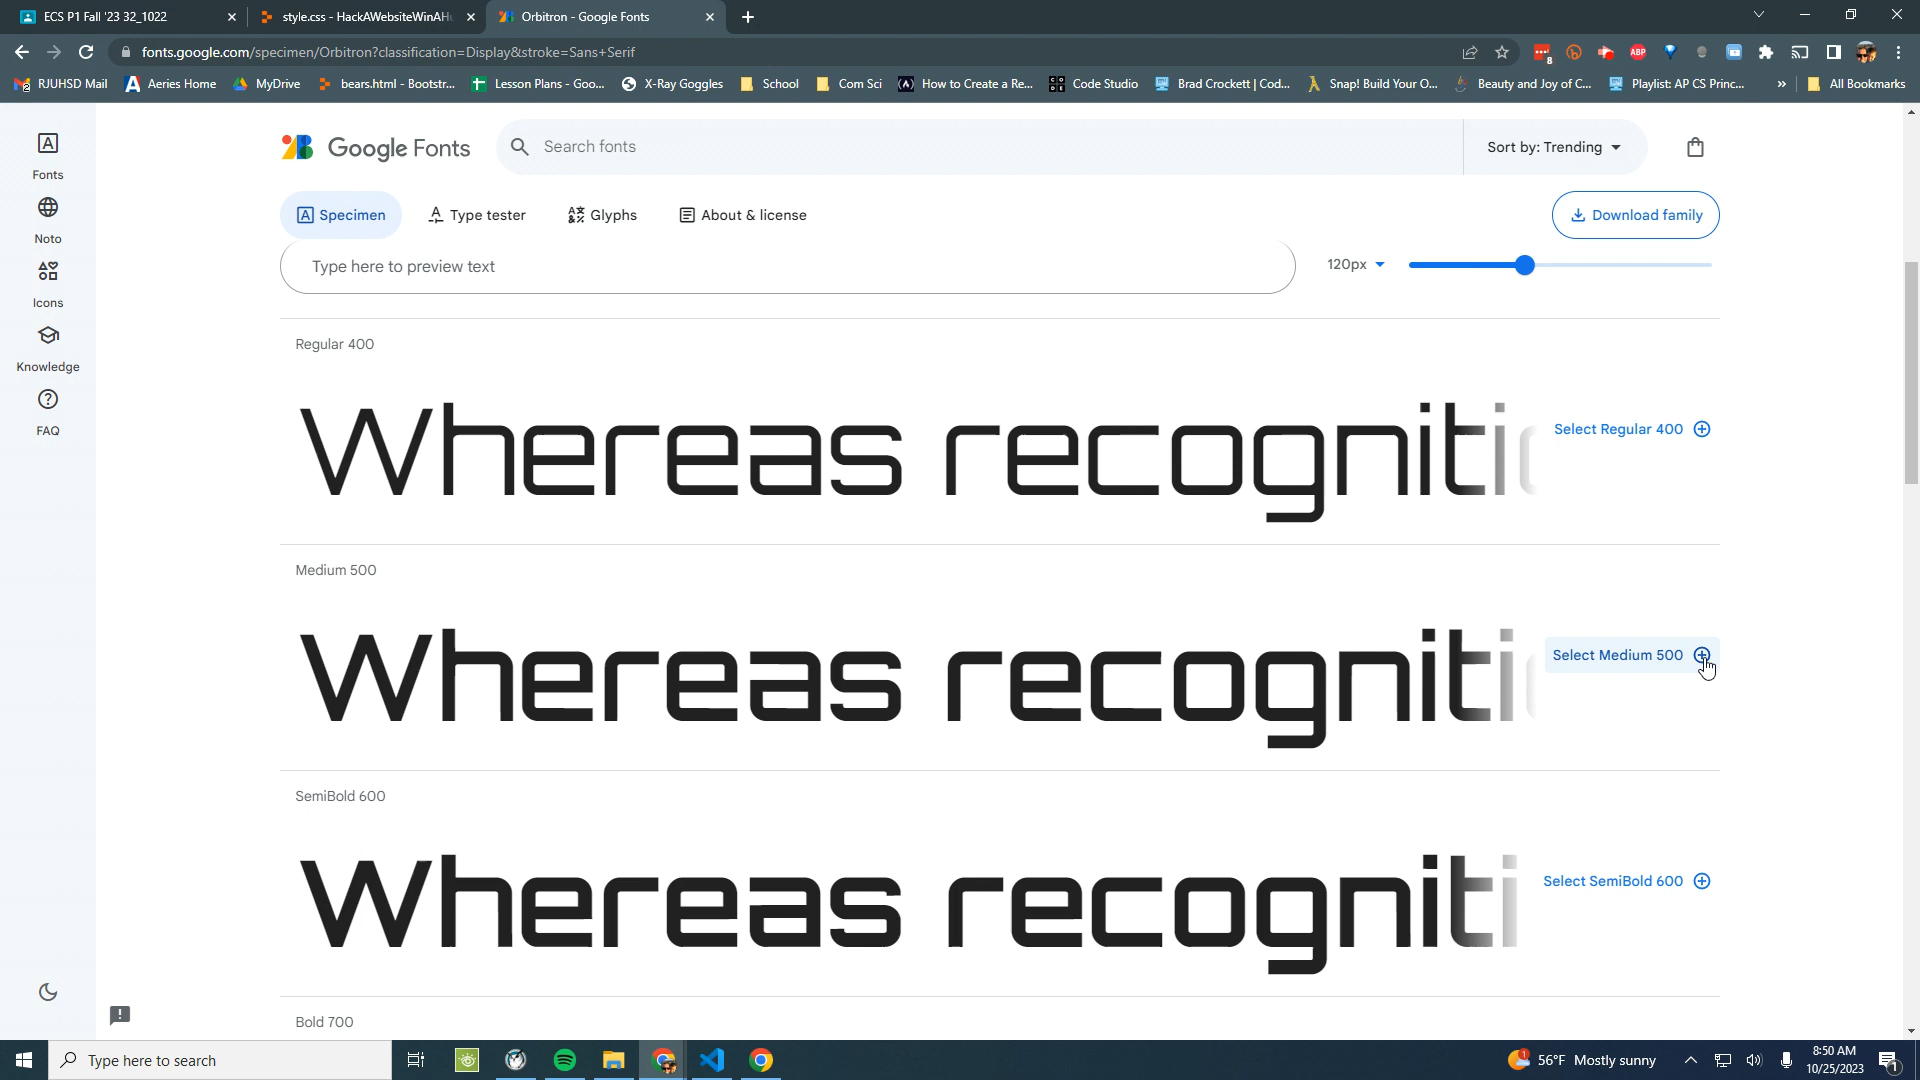 ECS P1 Fall '23 32_1022
style.css - HackAWebsiteWinAHu
Orbitron - Google Fonts
fonts.google.com/specimen/Orbitron?classification=Display&stroke=Sans+Serif
8
RJUHSD Mail
Aeries Home
MyDrive
bears.html - Bootstr...
Lesson Plans - Goo...
X-Ray Goggles
School
Com Sci
How to Create a Re...
Code Studio
Brad Crockett | Cod...
Snap! Build Your O...
Beauty and Joy of C...
Playlist: AP CS Princ...
»
All Bookmarks
Fonts
Noto
Icons
Knowledge
FAQ
Google Fonts
Search fonts
Sort by: Trending
Specimen
Type tester
Glyphs
About & license
Download family
Type here to preview text
120px
Regular 400
Whereas recogniti
Select Regular 400
Medium 500
Whereas recogniti
Select Medium 500
SemiBold 600
Whereas recogniti
Select SemiBold 600
Bold 700
Type here to search
56°F Mostly sunny
8:50 AM
10/25/2023
1